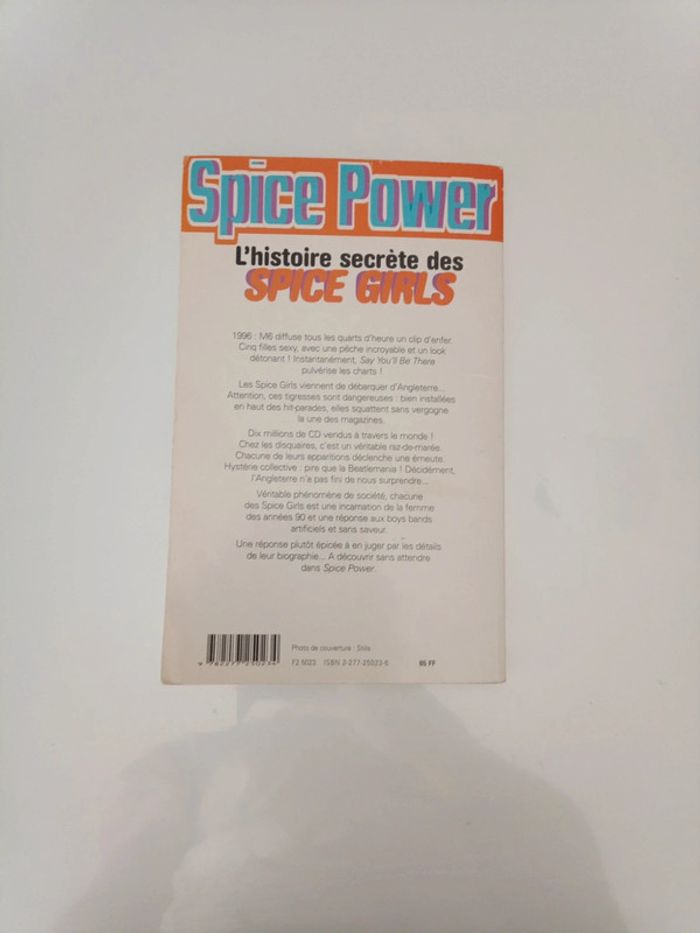 Spice Power
L'histoire secrète des
SPICE GIRLS
1996 : M6 diffuse tous les quarts d'heure un clip d'enfer.
Cinq filles sexy, avec une pêche incroyable et un look
détonant ! Instantanément, Say You'll Be There
pulvérise les charts !
Les Spice Girls viennent de débarquer d'Angleterre...
Attention, ces tigresses sont dangereuses : bien installées
en haut des hit-parades, elles squattent sans vergogne
la une des magazines.
Dix millions de CD vendus à travers le monde !
Chez les disquaires, c'est un véritable raz-de-marée.
Chacune de leurs apparitions déclenche une émeute.
Hystérie collective : pire que la Beatlemania ! Décidément,
l'Angleterre n'a pas fini de nous surprendre...
Véritable phénomène de société, chacune
des Spice Girls est une incarnation de la femme
des années 90 et une réponse aux boys bands
artificiels et sans saveur.
Une réponse plutôt épicée à en juger par les détails
de leur biographie... A découvrir sans attendre
dans Spice Power.
Photo de couverture : Stills
9 782277 250234
F2 5023 ISBN 2-277-25023-6 65 FF